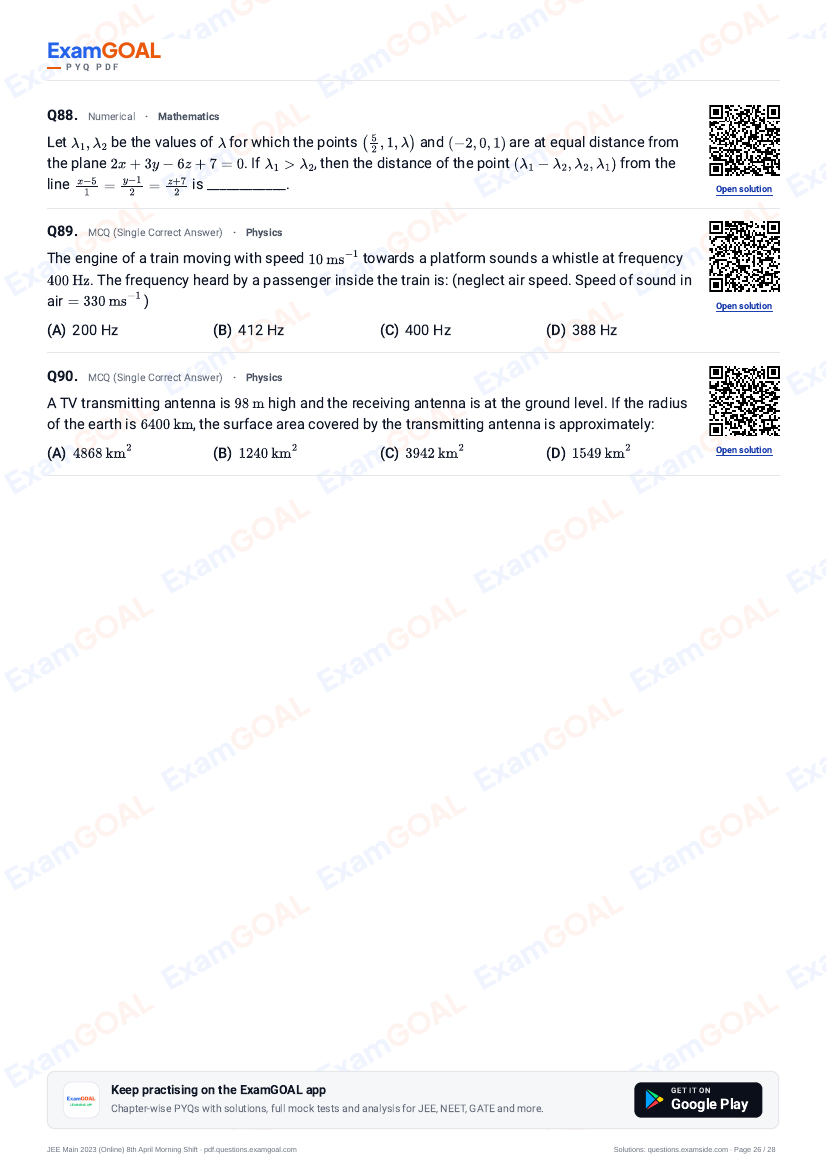 ExamGOAL
PYQ PDF
Q88. Numerical · Mathematics
Let λ₁, λ₂ be the values of λ for which the points (5/2, 1, λ) and (−2, 0, 1) are at equal distance from
the plane 2x + 3y − 6z + 7 = 0. If λ₁ > λ₂, then the distance of the point (λ₁ − λ₂, λ₂, λ₁) from the
line (x−5)/1 = (y−1)/2 = (z+7)/2 is ____________.
Open solution
Q89. MCQ (Single Correct Answer) · Physics
The engine of a train moving with speed 10 ms⁻¹ towards a platform sounds a whistle at frequency
400 Hz. The frequency heard by a passenger inside the train is: (neglect air speed. Speed of sound in
air = 330 ms⁻¹ )
(A) 200 Hz (B) 412 Hz (C) 400 Hz (D) 388 Hz
Open solution
Q90. MCQ (Single Correct Answer) · Physics
A TV transmitting antenna is 98 m high and the receiving antenna is at the ground level. If the radius
of the earth is 6400 km, the surface area covered by the transmitting antenna is approximately:
(A) 4868 km² (B) 1240 km² (C) 3942 km² (D) 1549 km²
Open solution
Keep practising on the ExamGOAL app
Chapter-wise PYQs with solutions, full mock tests and analysis for JEE, NEET, GATE and more.
GET IT ON
Google Play
JEE Main 2023 (Online) 8th April Morning Shift · pdf.questions.examgoal.com
Solutions: questions.examside.com · Page 26 / 28